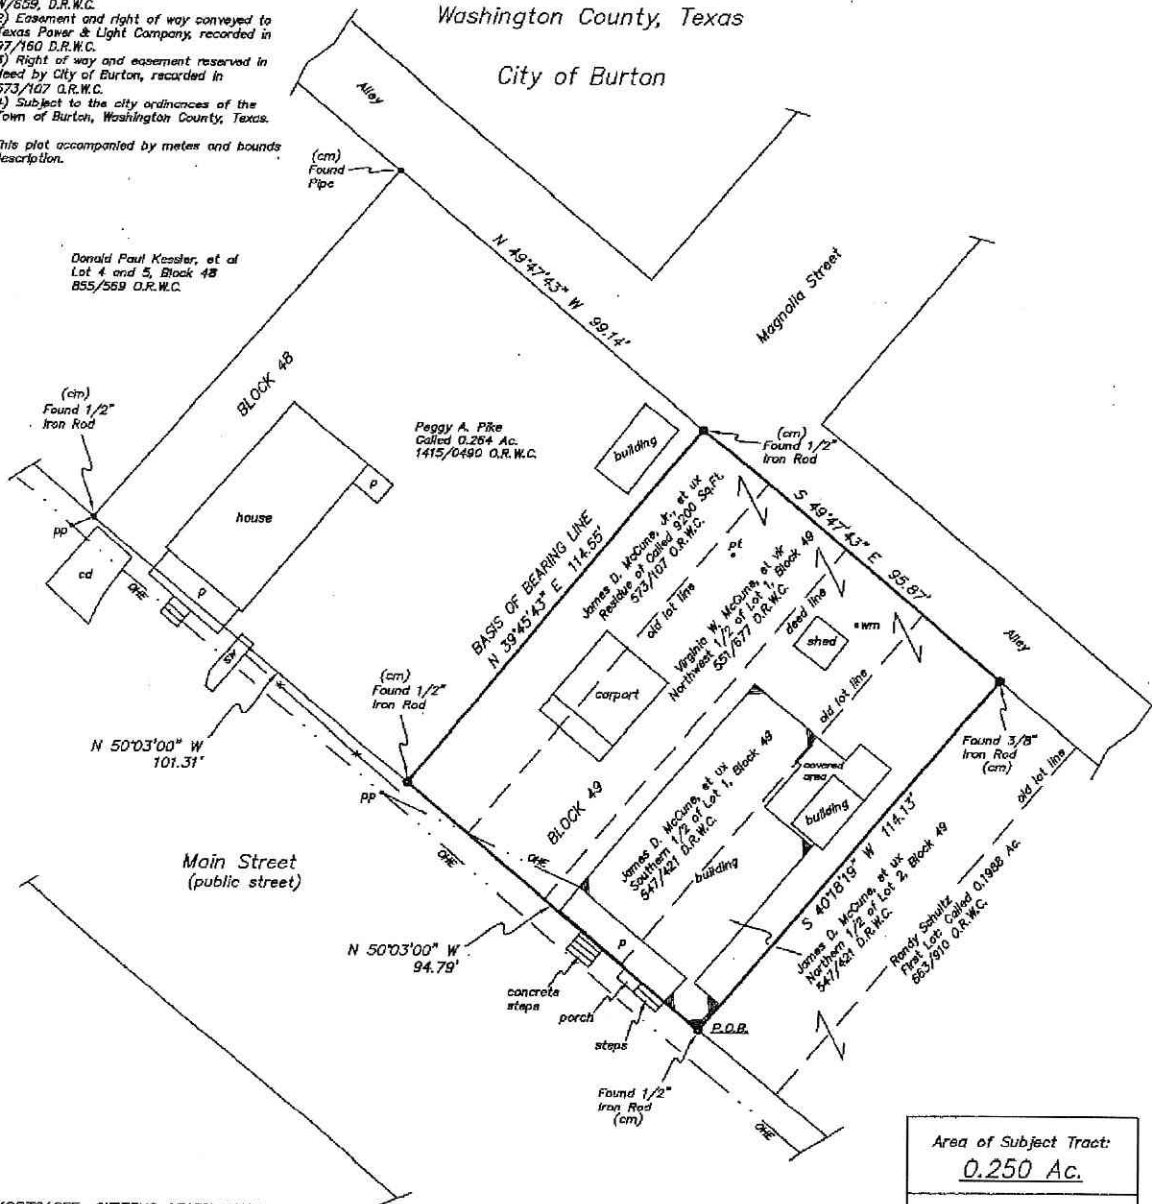 W/659, D.R.W.C.
2) Easement and right of way conveyed to
Texas Power & Light Company, recorded in
97/160 D.R.W.C.
3) Right of way and easement reserved in
deed by City of Burton, recorded in
573/107 O.R.W.C.
4) Subject to the city ordinances of the
Town of Burton, Washington County, Texas.
This plat accompanied by metes and bounds
description.
Washington County, Texas
City of Burton
Alley
(cm)
Found
Pipe
Donald Paul Kessler, et al
Lot 4 and 5, Block 48
855/569 O.R.W.C.
N 49°47'43" W 99.14'
Magnolia Street
BLOCK 48
(cm)
Found 1/2"
Iron Rod
Peggy A. Pike
Called 0.264 Ac.
1415/0490 O.R.W.C.
building
(cm)
Found 1/2"
Iron Rod
P
house
pp
cd
P
OHE
sw
BASIS OF BEARING LINE
N 39°45'43" E 114.55'
James D. McCune, Jr., et ux
Residue of Called 9200 Sq.Ft.
573/107 O.R.W.C.
old lot line
pt
S 49°47'43" E 95.87'
Virginia W. McCune, et vir
Northwest 1/2 of Lot 1, Block 49
551/677 D.R.W.C.
deed line
shed
wm
Alley
carport
(cm)
Found 1/2"
Iron Rod
old lot line
N 50°03'00" W
101.31'
Found 3/8"
Iron Rod
(cm)
old lot line
covered
area
building
pp
BLOCK 49
James D. McCune, et ux
Southern 1/2 of Lot 1, Block 49
547/421 D.R.W.C.
building
S 40°18'19" W 114.13'
OHE
OHE
Main Street
(public street)
James D. McCune, et ux
Northern 1/2 of Lot 2, Block 49
547/421 D.R.W.C.
Randy Schultz
First Lot: Called 0.1988 Ac.
663/910 O.R.W.C.
N 50°03'00" W
94.79'
P
concrete
steps
porch
steps
P.O.B.
Found 1/2"
Iron Rod
(cm)
OHE
Area of Subject Tract:
0.250 Ac.